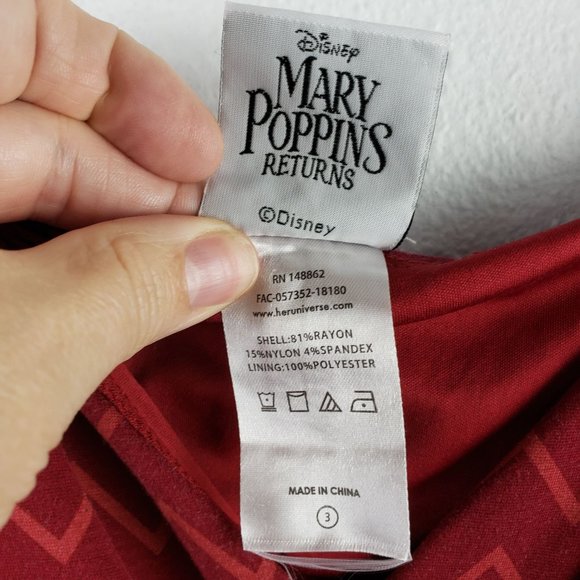 Disney
MARY
POPPINS
RETURNS
©Disney
RN 148862
FAC-057352-18180
www.heruniverse.com
SHELL:81%RAYON
15%NYLON 4%SPANDEX
LINING:100%POLYESTER
MADE IN CHINA
3